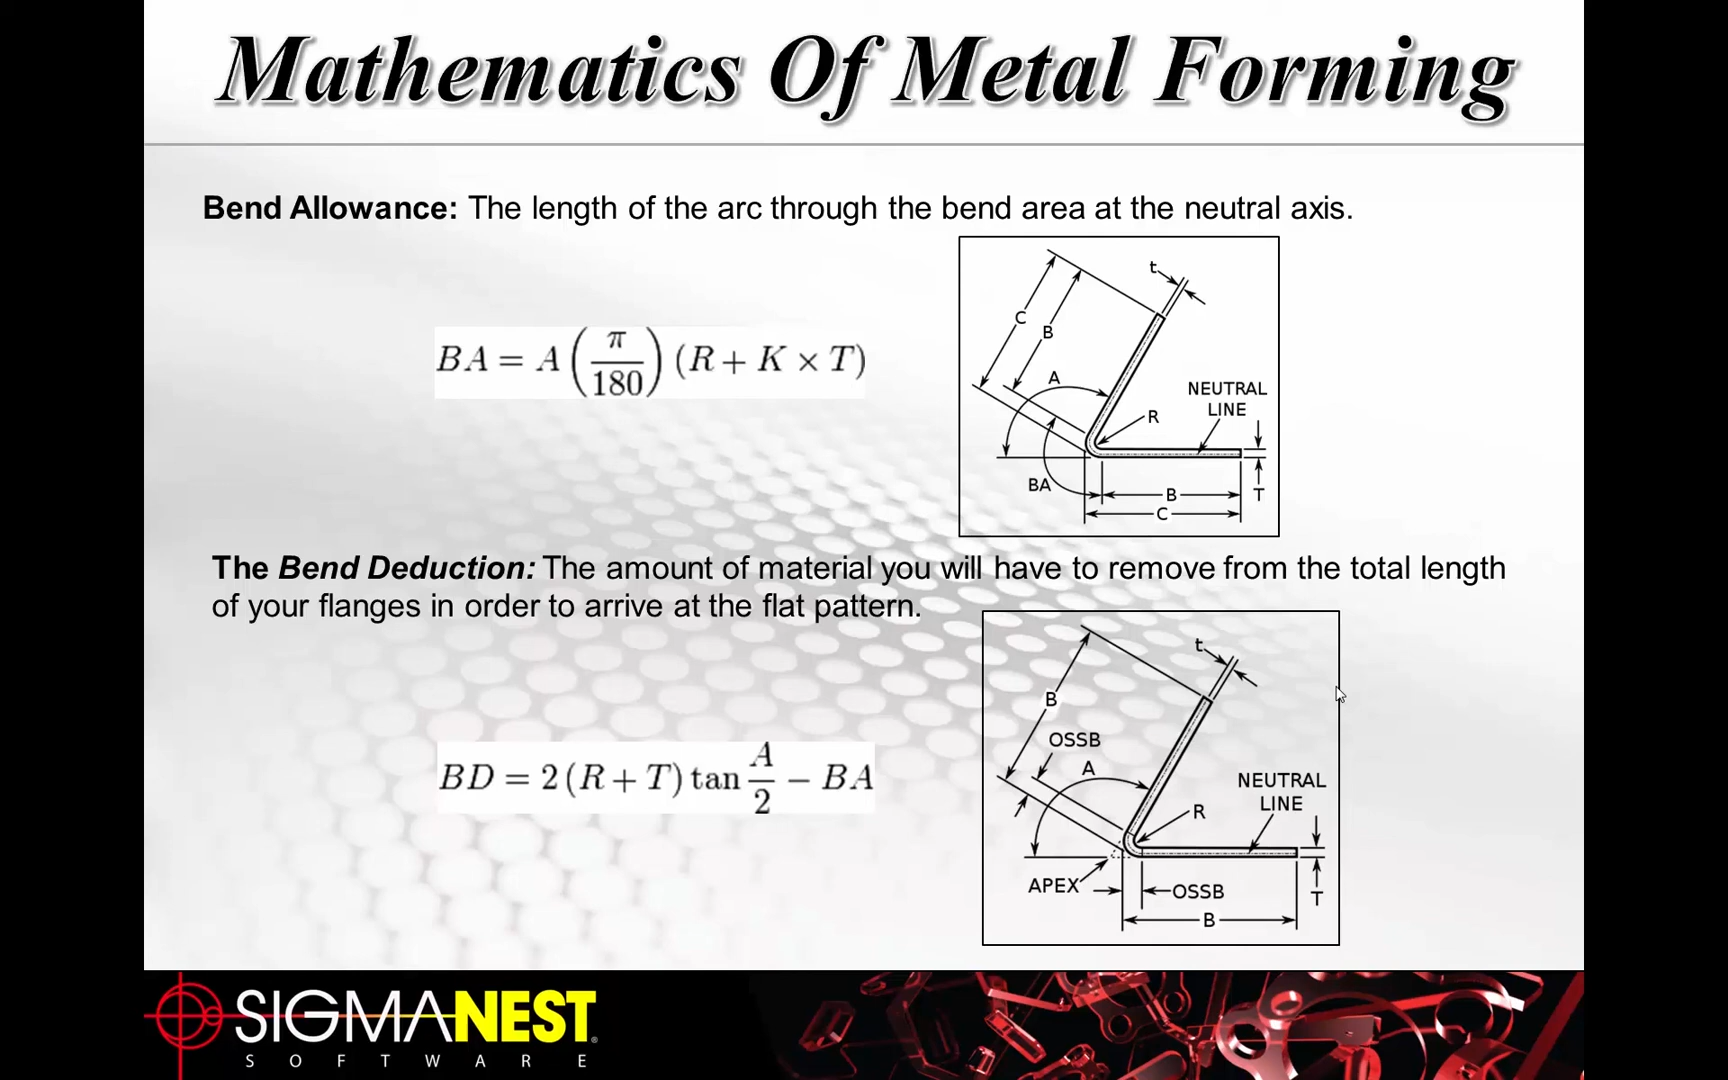 Mathematics Of Metal Forming
Bend Allowance: The length of the arc through the bend area at the neutral axis.
BA = A (π/180) (R + K × T)
t
C
B
A
NEUTRAL
LINE
R
BA
B
T
C
The Bend Deduction: The amount of material you will have to remove from the total length
of your flanges in order to arrive at the flat pattern.
t
B
OSSB
A
NEUTRAL
LINE
R
APEX
OSSB
T
B
BD = 2 (R + T) tan A/2 − BA
SIGMANEST®
SOFTWARE